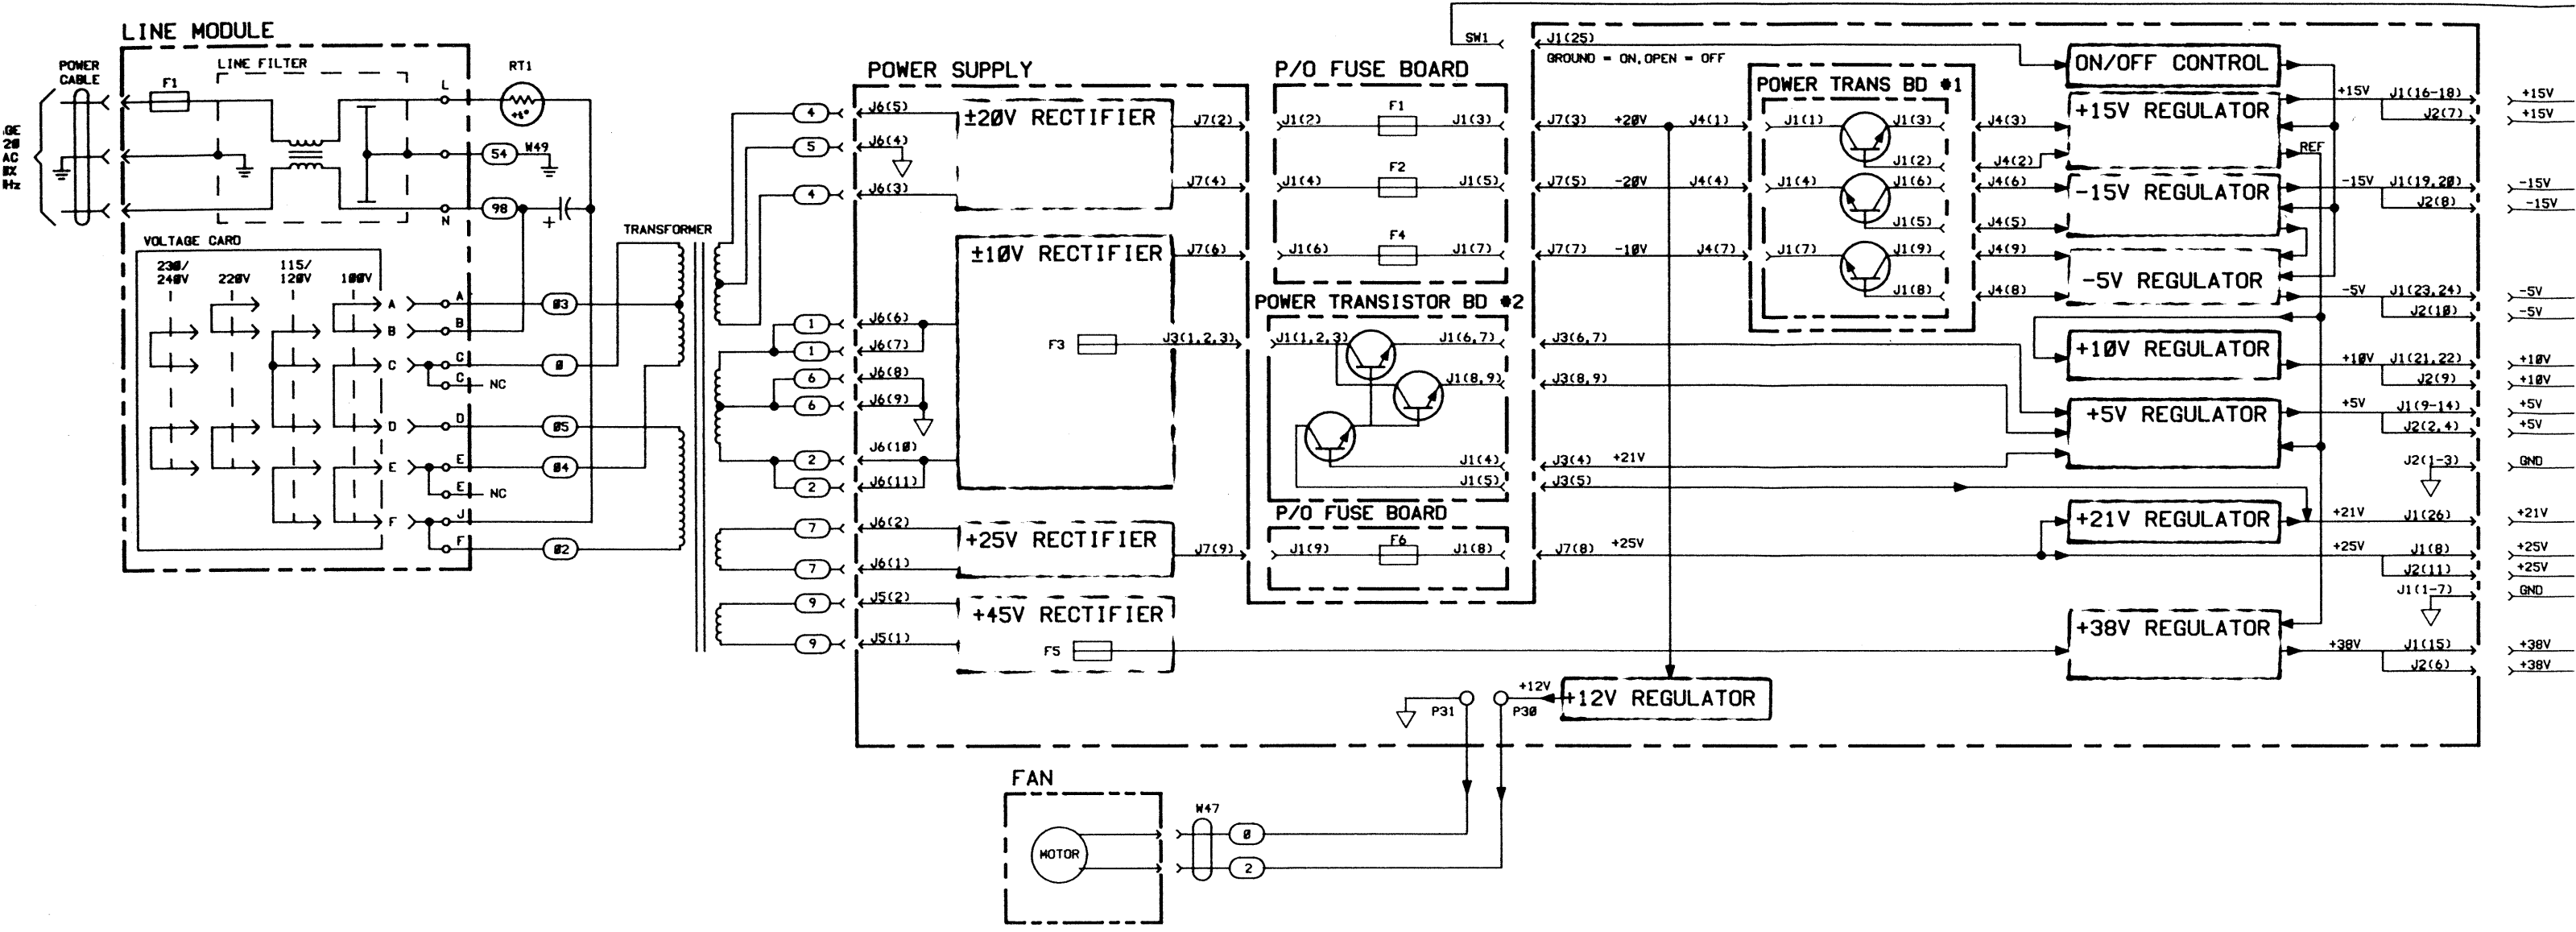 LINE MODULE
POWER
CABLE
F1
LINE FILTER
L
RT1
+t°
54
W49
N
98
+
AC
Hz
VOLTAGE CARD
230/
240V
220V
115/
120V
100V
A
B
C
D
E
F
A
B
C
C
NC
D
E
E
NC
J
F
03
0
05
04
02
TRANSFORMER
4
5
4
1
1
6
6
2
2
7
7
9
9
POWER SUPPLY
J6(5)
J6(4)
J6(3)
J6(6)
J6(7)
J6(8)
J6(9)
J6(10)
J6(11)
J6(2)
J6(1)
J5(2)
J5(1)
±20V RECTIFIER
±10V RECTIFIER
F3
+25V RECTIFIER
+45V RECTIFIER
F5
J7(2)
J7(4)
J7(6)
J3(1,2,3)
J7(9)
P/O FUSE BOARD
J1(2)
F1
J1(3)
J1(4)
F2
J1(5)
J1(6)
F4
J1(7)
POWER TRANSISTOR BD #2
J1(1,2,3)
J1(6,7)
J1(8,9)
J1(4)
J1(5)
P/O FUSE BOARD
J1(9)
F6
J1(8)
SW1
J1(25)
GROUND = ON, OPEN = OFF
J7(3)
+20V
J4(1)
J7(5)
-20V
J4(4)
J7(7)
-10V
J4(7)
J3(6,7)
J3(8,9)
J3(4)
+21V
J3(5)
J7(8)
+25V
POWER TRANS BD #1
J1(1)
J1(3)
J1(2)
J1(4)
J1(6)
J1(5)
J1(7)
J1(9)
J1(8)
J4(3)
J4(2)
J4(6)
J4(5)
J4(9)
J4(8)
ON/OFF CONTROL
+15V REGULATOR
REF
-15V REGULATOR
-5V REGULATOR
+10V REGULATOR
+5V REGULATOR
+21V REGULATOR
+38V REGULATOR
+12V REGULATOR
+12V
P31
P30
+15V
J1(16-18)
+15V
J2(7)
+15V
-15V
J1(19,20)
-15V
J2(8)
-15V
-5V
J1(23,24)
-5V
J2(10)
-5V
+10V
J1(21,22)
+10V
J2(9)
+10V
+5V
J1(9-14)
+5V
J2(2,4)
+5V
J2(1-3)
GND
+21V
J1(26)
+21V
+25V
J1(8)
+25V
J2(11)
+25V
J1(1-7)
GND
+38V
J1(15)
+38V
J2(6)
+38V
FAN
MOTOR
W47
0
2